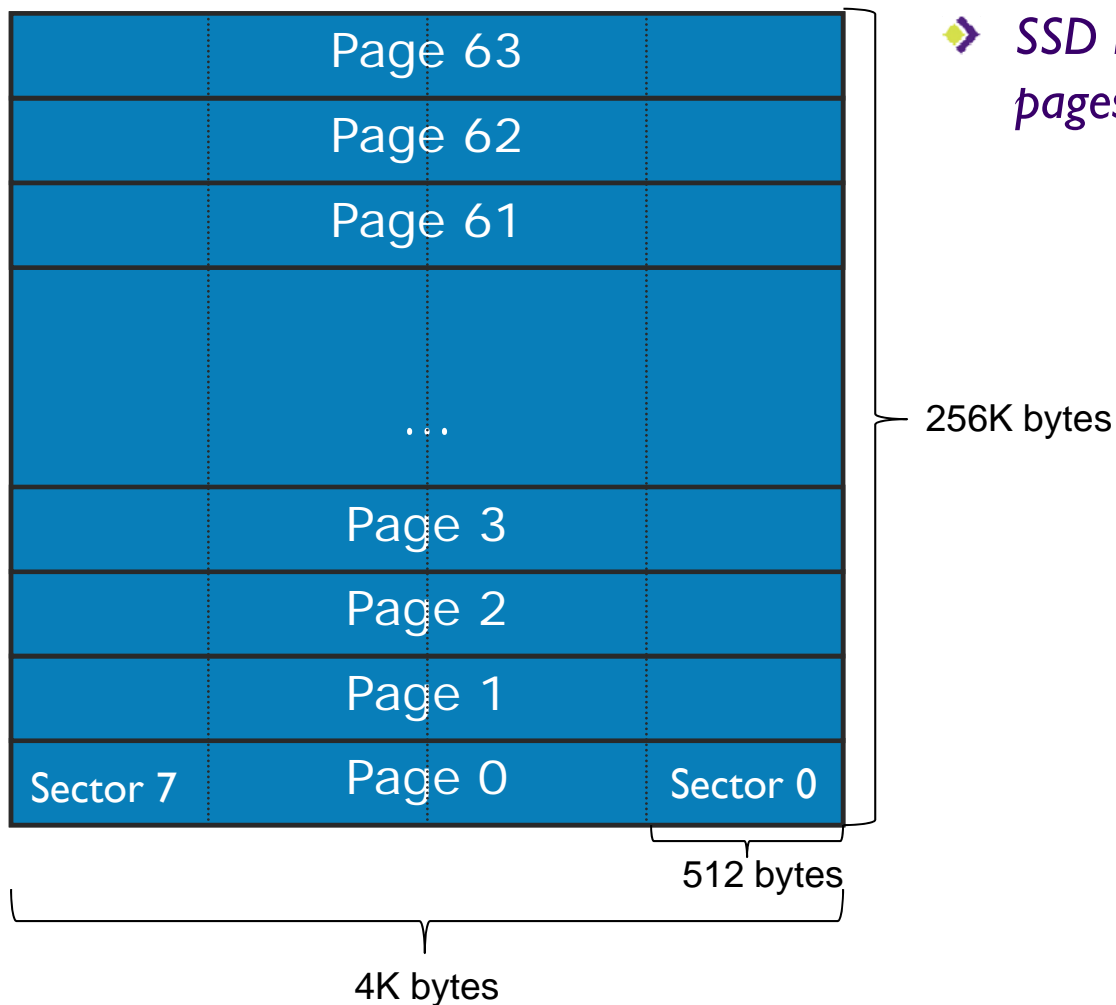 Page 63
Page 62
Page 61
...
Page 3
Page 2
Page 1
Sector 7 Page 0 Sector 0
512 bytes
4K bytes
256K bytes
SSD
pages